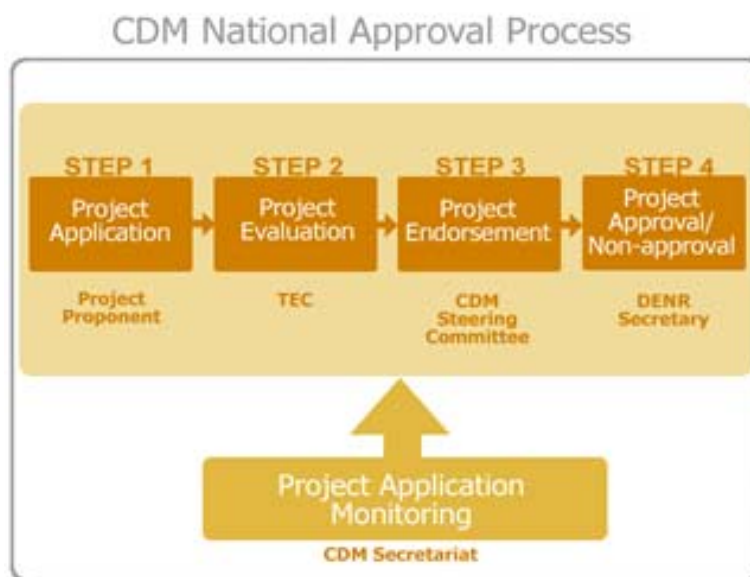 CDM National Approval Process
STEP 1
Project
Application
Project
Proponent
STEP 2
Project
Evaluation
TEC
STEP 3
Project
Endorsement
CDM
Steering
Committee
STEP 4
Project
Approval/
Non-approval
DENR
Secretary
Project Application
Monitoring
CDM Secretariat